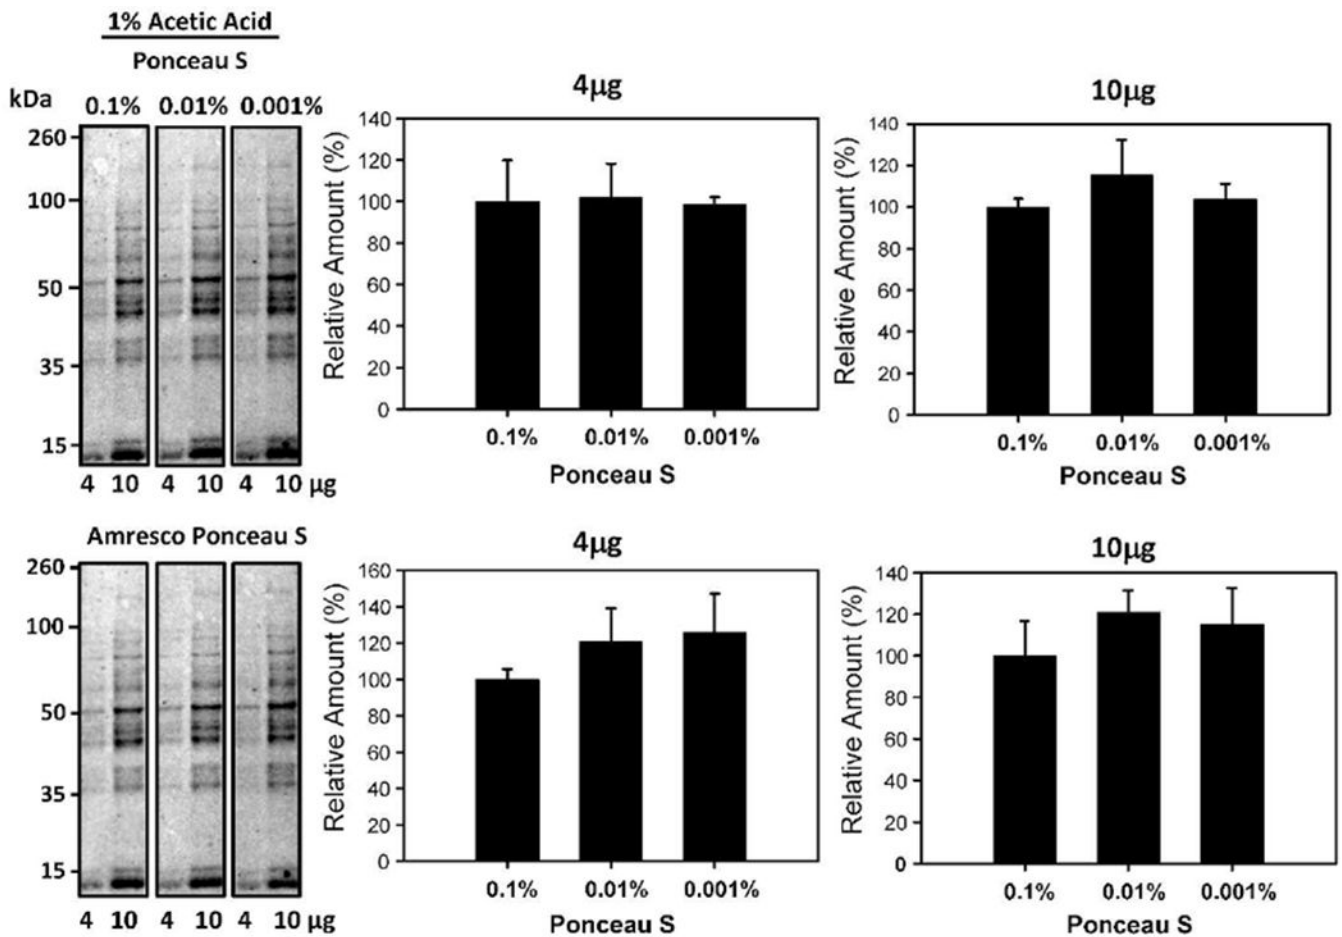 1% Acetic Acid
Ponceau S
kDa
0.1% 0.01% 0.001%
260
100
50
35
15
4 10 4 10 4 10 µg
4µg
Relative Amount (%)
140
120
100
80
60
40
20
0
0.1% 0.01% 0.001%
Ponceau S
10µg
Relative Amount (%)
140
120
100
80
60
40
20
0
0.1% 0.01% 0.001%
Ponceau S
Amresco Ponceau S
260
100
50
35
15
4 10 4 10 4 10 µg
4µg
Relative Amount (%)
160
140
120
100
80
60
40
20
0
0.1% 0.01% 0.001%
Ponceau S
10µg
Relative Amount (%)
140
120
100
80
60
40
20
0
0.1% 0.01% 0.001%
Ponceau S